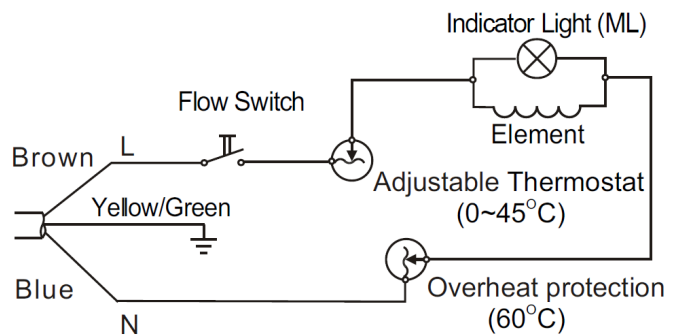 Indicator Light (ML)
Flow Switch
Element
Brown
L
Adjustable Thermostat
(0~45°C)
Yellow/Green
Blue
N
Overheat protection
(60°C)